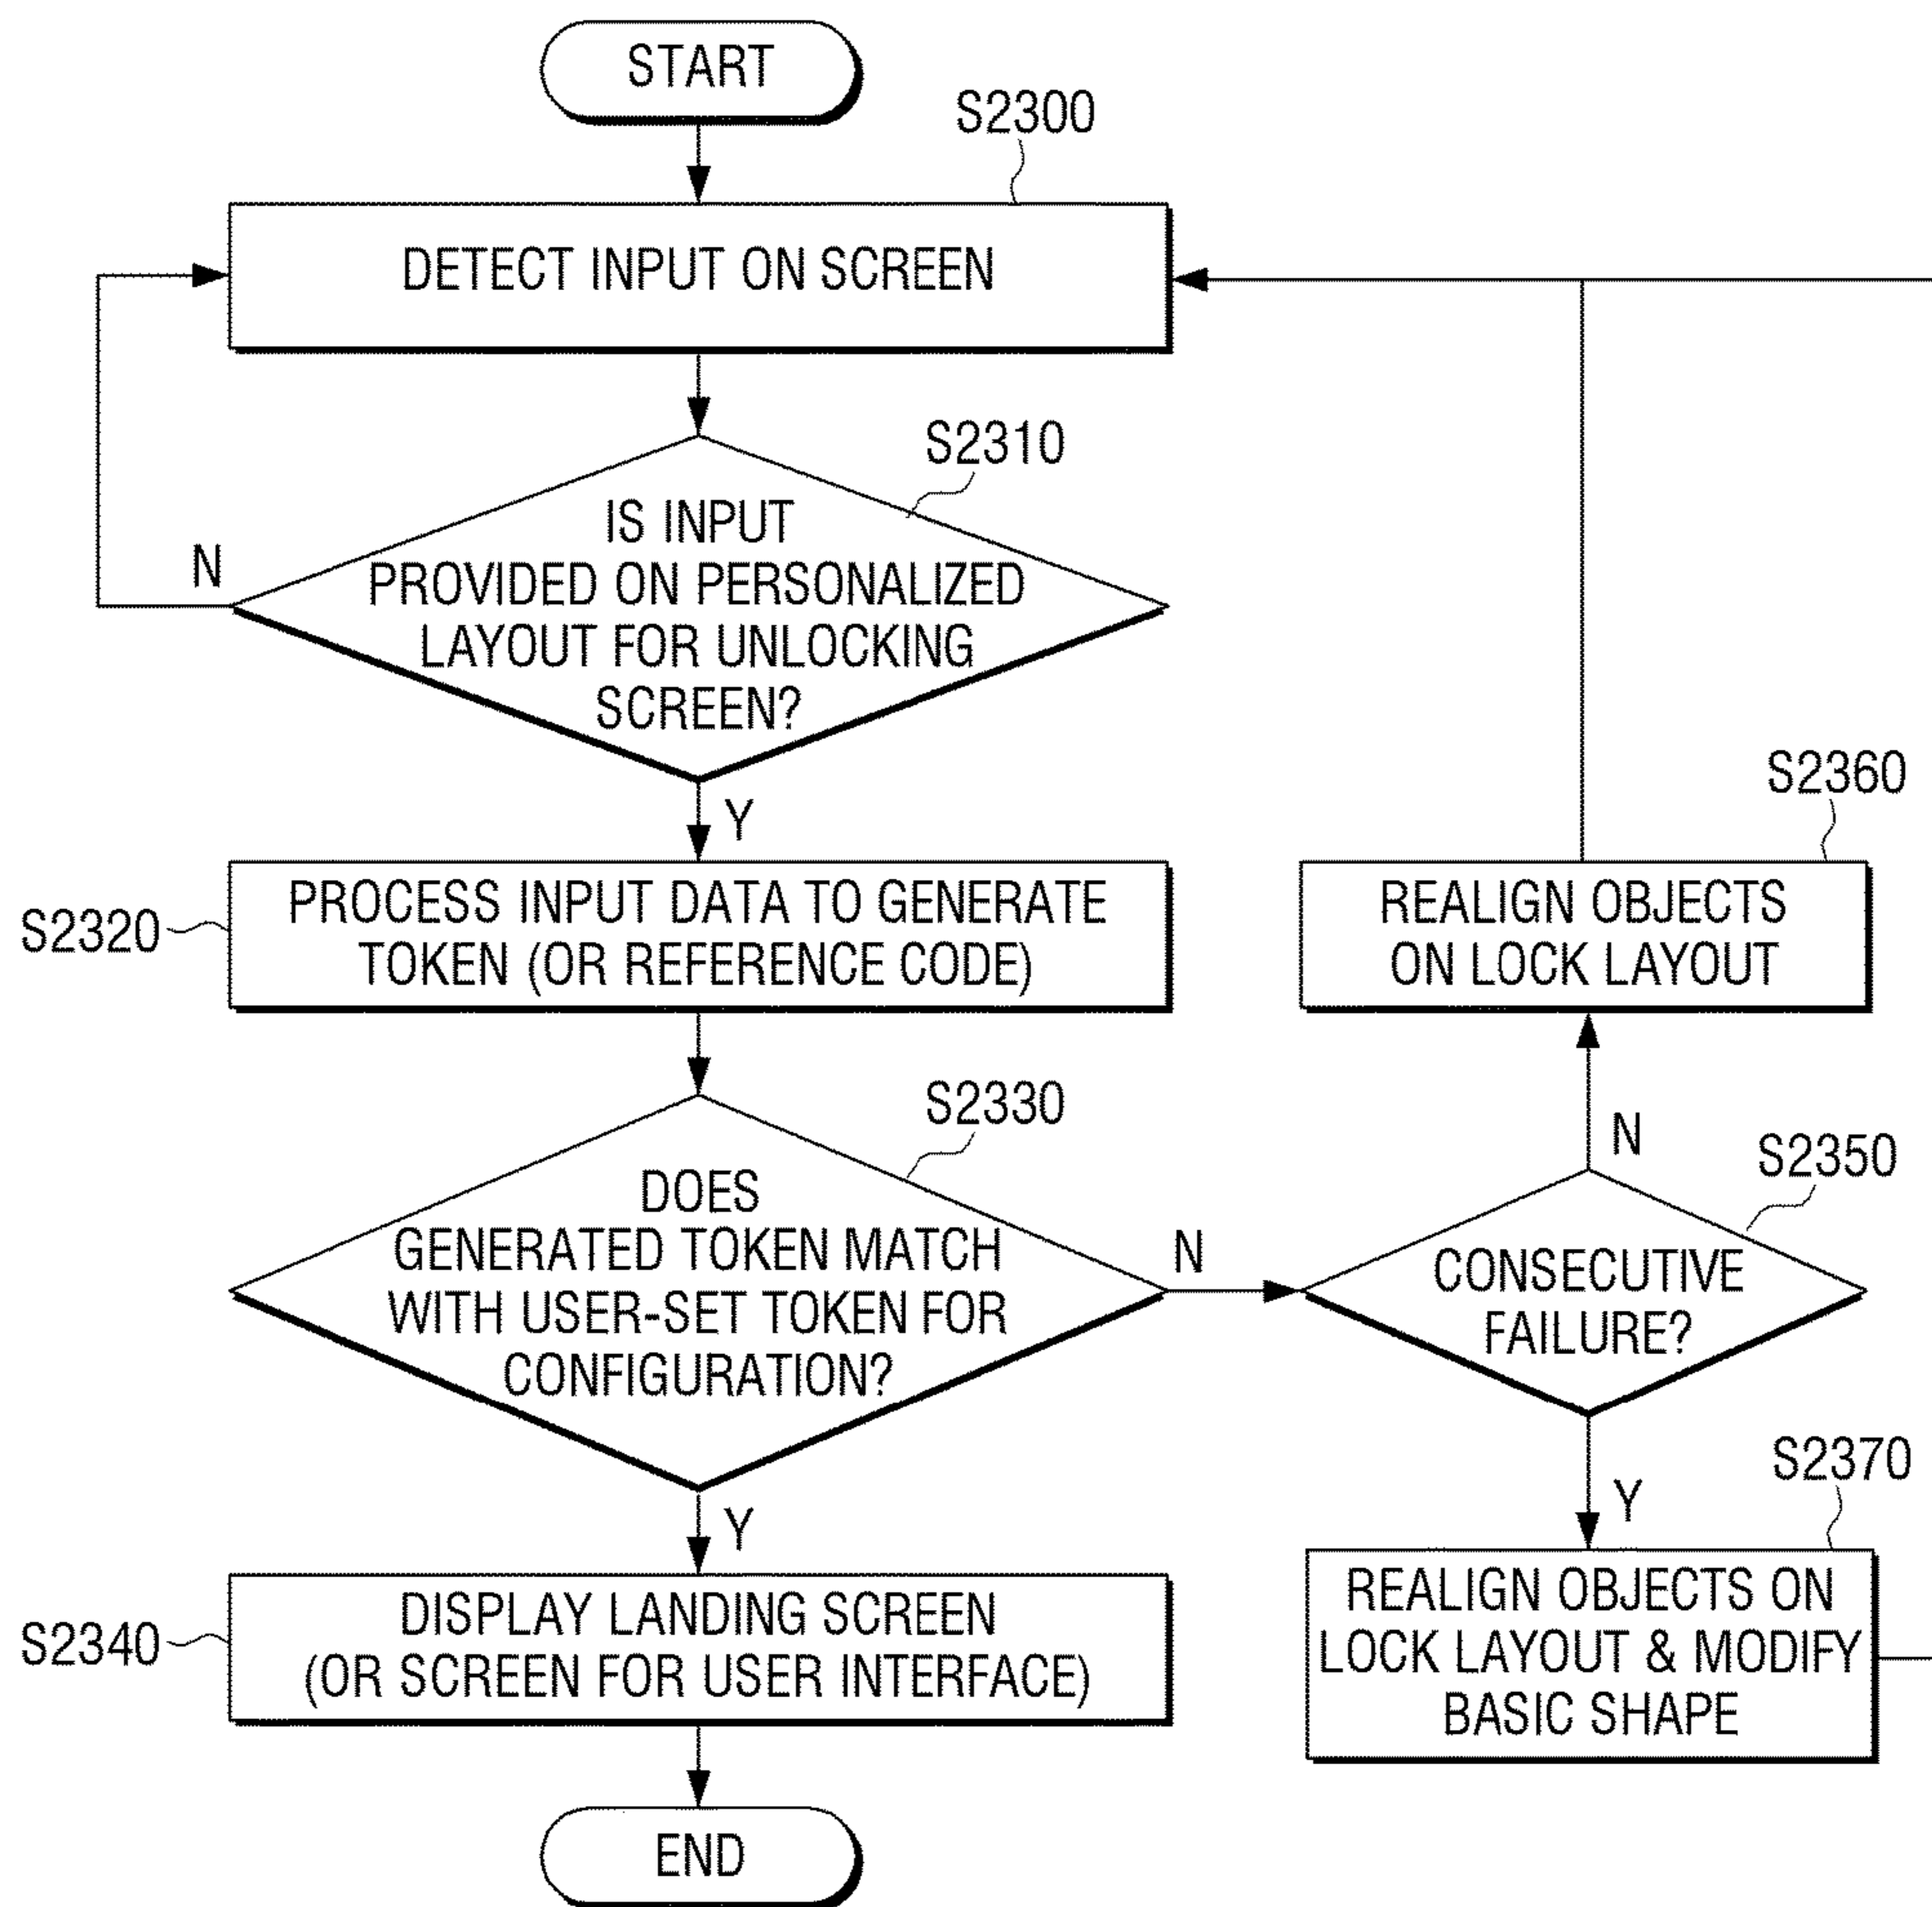 START
S2300
DETECT INPUT ON SCREEN
S2310
IS INPUT
PROVIDED ON PERSONALIZED
LAYOUT FOR UNLOCKING
SCREEN?
N
Y
S2320
PROCESS INPUT DATA TO GENERATE
TOKEN (OR REFERENCE CODE)
S2330
DOES
GENERATED TOKEN MATCH
WITH USER-SET TOKEN FOR
CONFIGURATION?
N
Y
S2340
DISPLAY LANDING SCREEN
(OR SCREEN FOR USER INTERFACE)
END
S2350
CONSECUTIVE
FAILURE?
N
S2360
REALIGN OBJECTS
ON LOCK LAYOUT
Y
S2370
REALIGN OBJECTS ON
LOCK LAYOUT & MODIFY
BASIC SHAPE